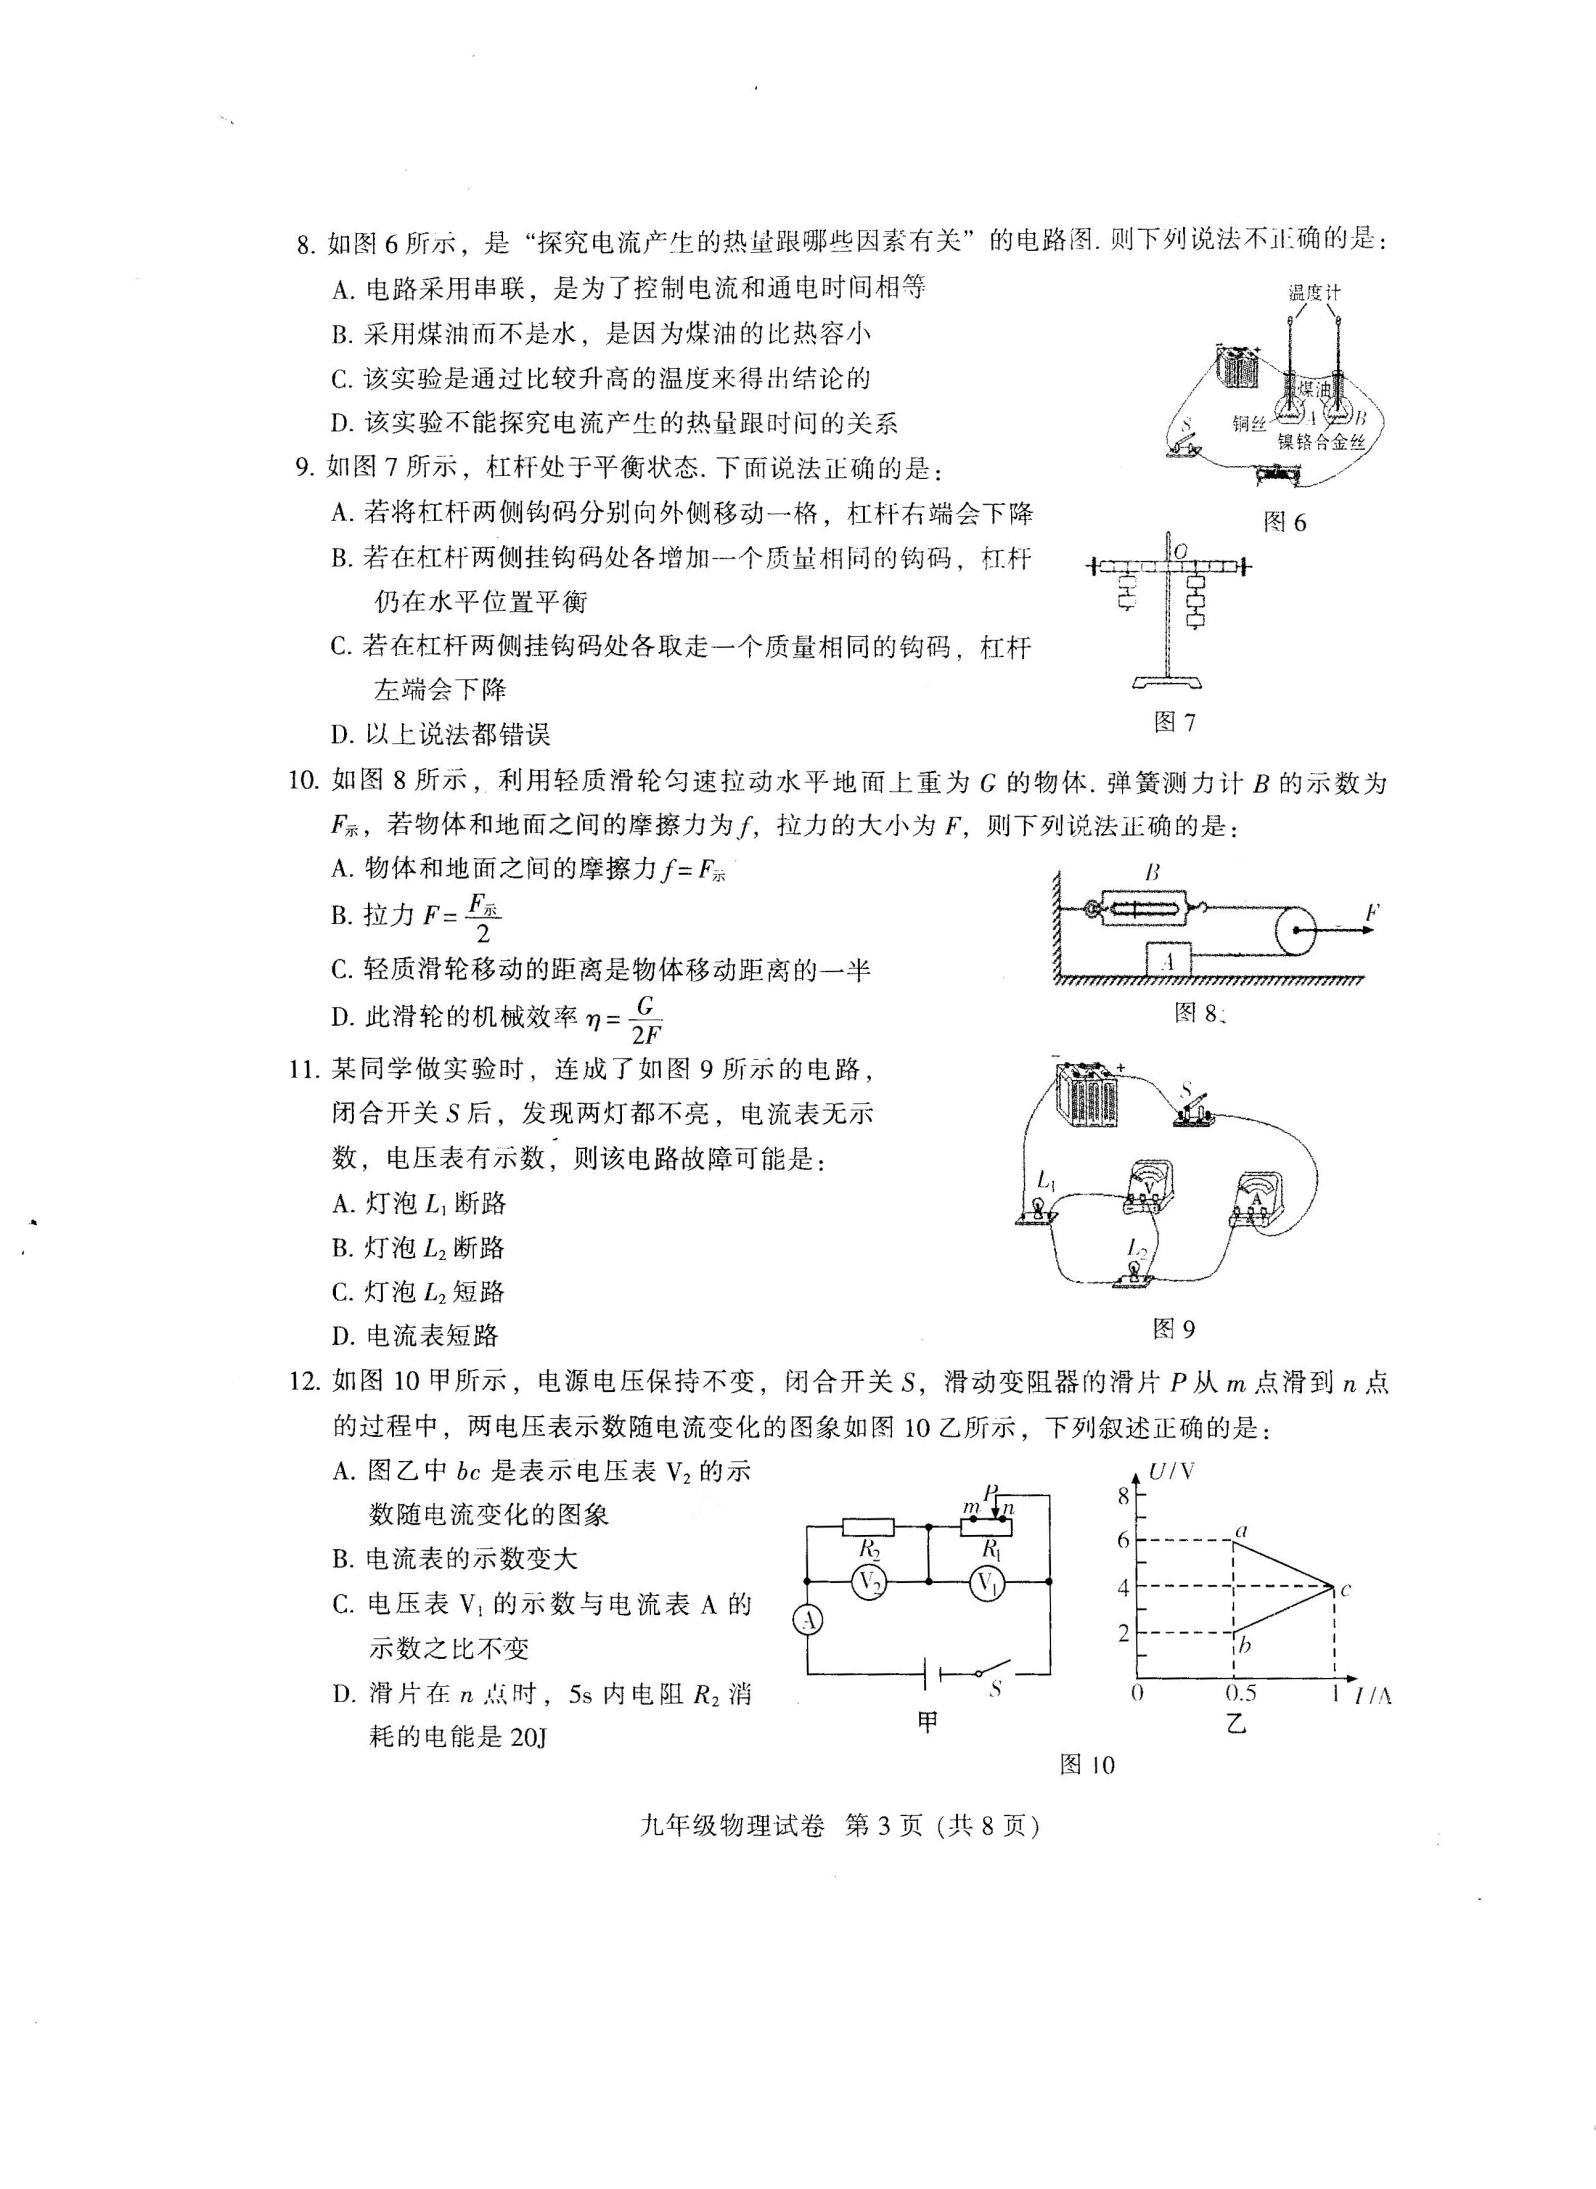 8. 如图 6 所示，是“探究电流产生的热量跟哪些因素有关”的电路图. 则下列说法不正确的是：
A. 电路采用串联，是为了控制电流和通电时间相等
B. 采用煤油而不是水，是因为煤油的比热容小
C. 该实验是通过比较升高的温度来得出结论的
D. 该实验不能探究电流产生的热量跟时间的关系
温度计
煤油
铜丝 A B
S
镍铬合金丝
图 6
9. 如图 7 所示，杠杆处于平衡状态. 下面说法正确的是：
A. 若将杠杆两侧钩码分别向外侧移动一格，杠杆右端会下降
B. 若在杠杆两侧挂钩码处各增加一个质量相同的钩码，杠杆
仍在水平位置平衡
C. 若在杠杆两侧挂钩码处各取走一个质量相同的钩码，杠杆
左端会下降
D. 以上说法都错误
O
图 7
10. 如图 8 所示，利用轻质滑轮匀速拉动水平地面上重为 G 的物体. 弹簧测力计 B 的示数为
F示，若物体和地面之间的摩擦力为 f，拉力的大小为 F，则下列说法正确的是：
A. 物体和地面之间的摩擦力 f= F示
B. 拉力 F= F示/2
C. 轻质滑轮移动的距离是物体移动距离的一半
D. 此滑轮的机械效率 η = G/2F
B
F
A
图 8
11. 某同学做实验时，连成了如图 9 所示的电路，
闭合开关 S 后，发现两灯都不亮，电流表无示
数，电压表有示数，则该电路故障可能是：
A. 灯泡 L₁ 断路
B. 灯泡 L₂ 断路
C. 灯泡 L₂ 短路
D. 电流表短路
- +
S
L₁
V
A
L₂
图 9
12. 如图 10 甲所示，电源电压保持不变，闭合开关 S，滑动变阻器的滑片 P 从 m 点滑到 n 点
的过程中，两电压表示数随电流变化的图象如图 10 乙所示，下列叙述正确的是：
A. 图乙中 bc 是表示电压表 V₂ 的示
数随电流变化的图象
B. 电流表的示数变大
C. 电压表 V₁ 的示数与电流表 A 的
示数之比不变
D. 滑片在 n 点时，5s 内电阻 R₂ 消
耗的电能是 20J
P
m n
R₂ R₁
V₂ V₁
A
S
甲
U/V
8
6 a
4 c
2 b
0 0.5 1 I/A
乙
图 10
九年级物理试卷 第 3 页 (共 8 页)